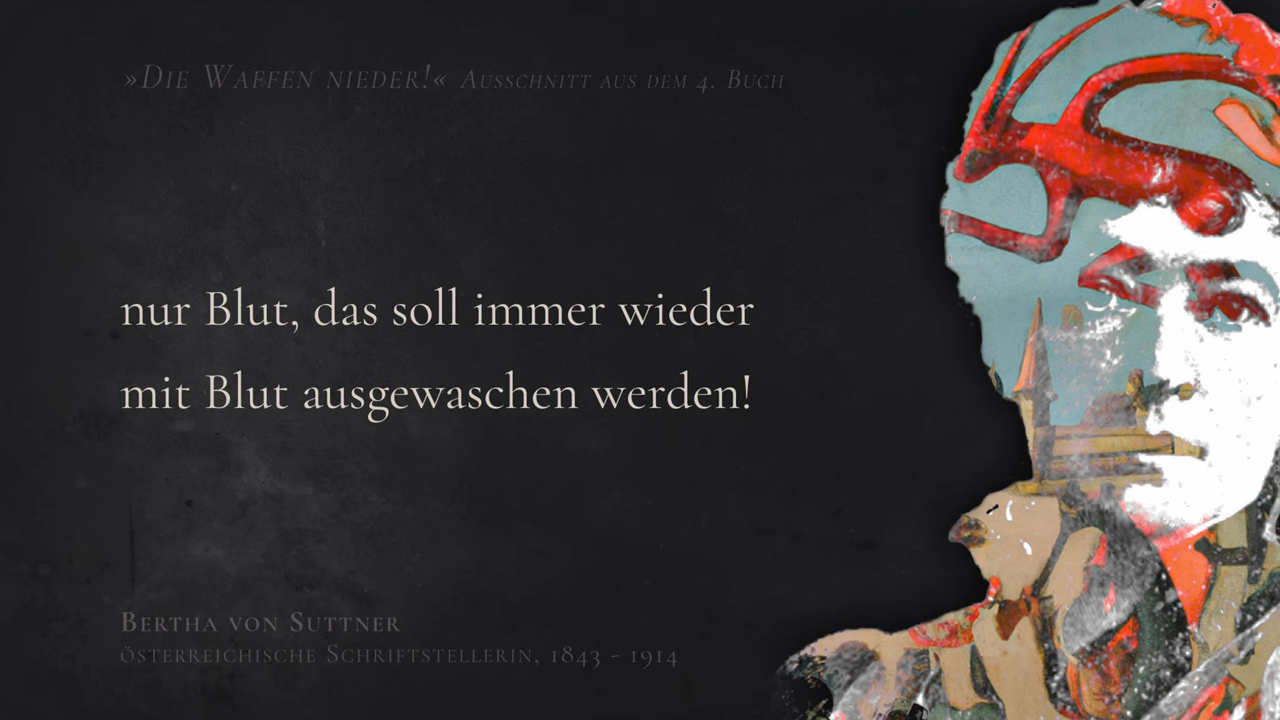 »Die Waffen nieder!« Ausschnitt aus dem 4. Buch
nur Blut, das soll immer wieder
mit Blut ausgewaschen werden!
Bertha von Suttner
österreichische Schriftstellerin, 1843 - 1914